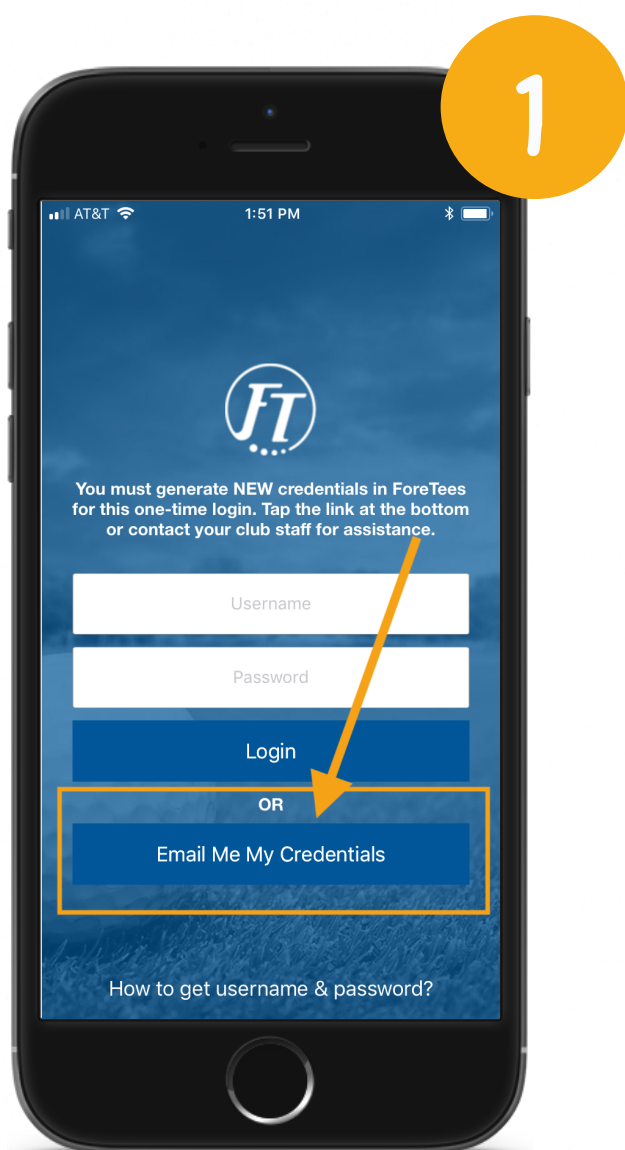 1
AT&T 1:51 PM
FT
You must generate NEW credentials in ForeTees
for this one-time login. Tap the link at the bottom
or contact your club staff for assistance.
Username
Password
Login
OR
Email Me My Credentials
How to get username & password?